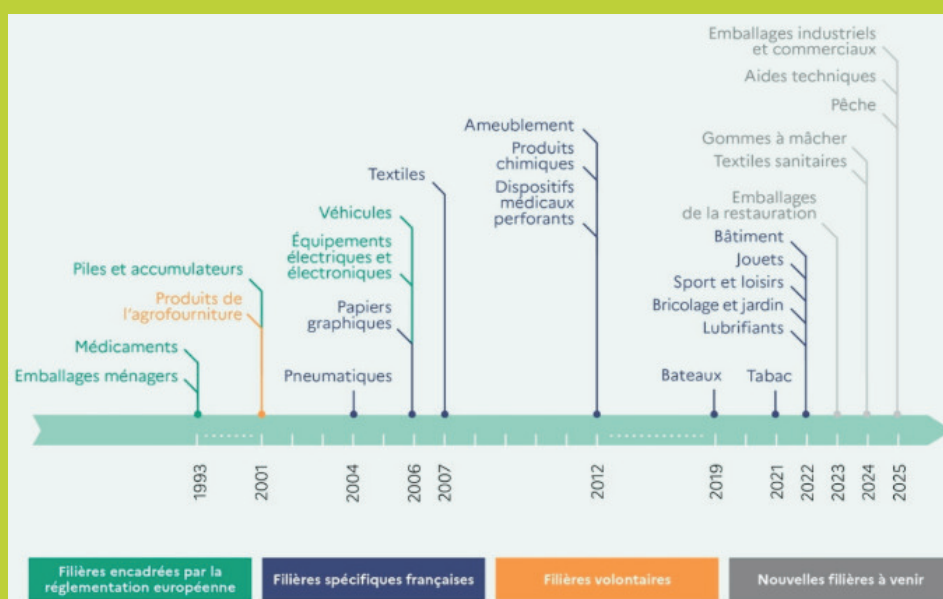 Emballages industriels
et commerciaux
Aides techniques
Pêche
Gommes à mâcher
Textiles sanitaires
Emballages
de la restauration
Bâtiment
Jouets
Sport et loisirs
Bricolage et jardin
Lubrifiants
Bateaux
Tabac
Ameublement
Produits
chimiques
Dispositifs
médicaux
perforants
Textiles
Véhicules
Équipements
électriques et
électroniques
Papiers
graphiques
Pneumatiques
Piles et accumulateurs
Produits de
l'agrofourniture
Médicaments
Emballages ménagers
1993
2001
2004
2006
2007
2012
2019
2021
2022
2023
2024
2025
Filières encadrées par la
réglementation européenne
Filières spécifiques françaises
Filières volontaires
Nouvelles filières à venir